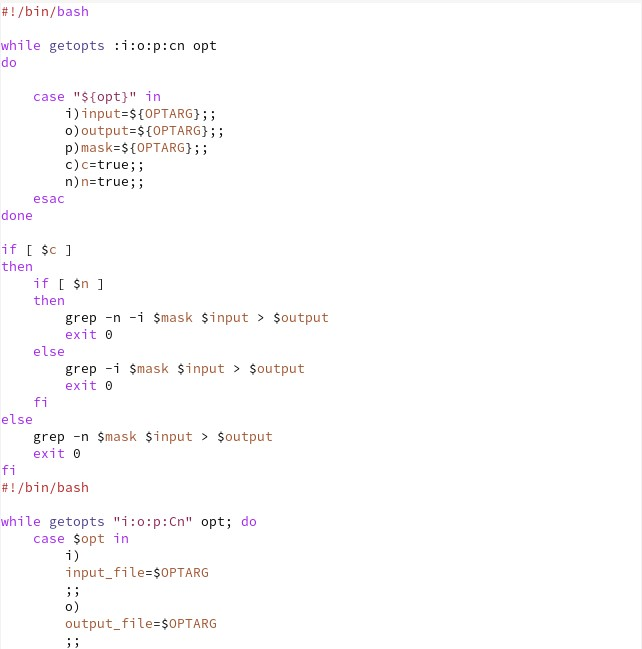 #!/bin/bash
while getopts :i:o:p:cn opt
do
case "${opt}" in
i)input=${OPTARG};;
o)output=${OPTARG};;
p)mask=${OPTARG};;
c)c=true;;
n)n=true;;
esac
done
if [ $c ]
then
if [ $n ]
then
grep -n -i $mask $input > $output
exit 0
else
grep -i $mask $input > $output
exit 0
fi
else
grep -n $mask $input > $output
exit 0
fi
#!/bin/bash
while getopts "i:o:p:Cn" opt; do
case $opt in
i)
input_file=$OPTARG
;;
o)
output_file=$OPTARG
;;